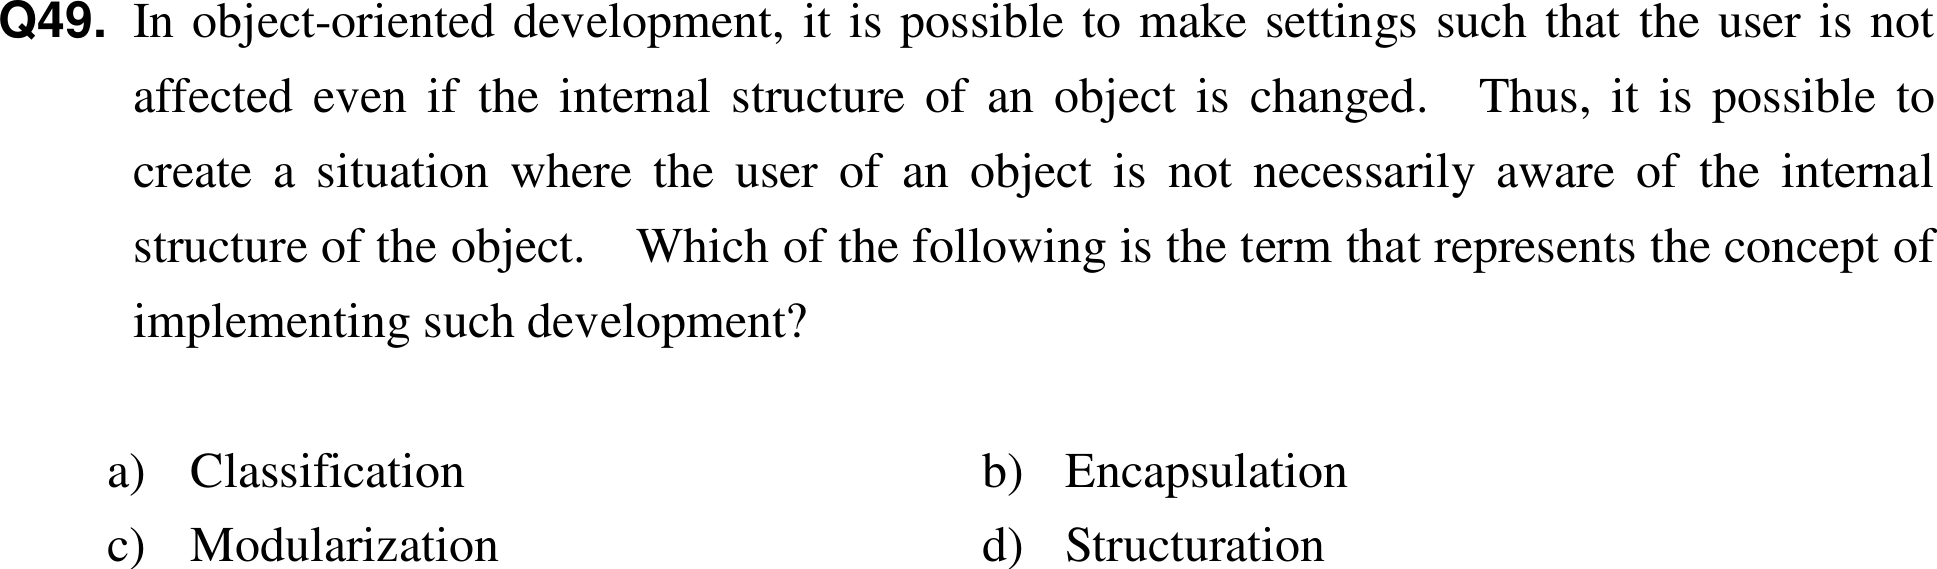 Q49. In object-oriented development, it is possible to make settings such that the user is not
affected even if the internal structure of an object is changed. Thus, it is possible to
create a situation where the user of an object is not necessarily aware of the internal
structure of the object. Which of the following is the term that represents the concept of
implementing such development?
a) Classification b) Encapsulation
c) Modularization d) Structuration